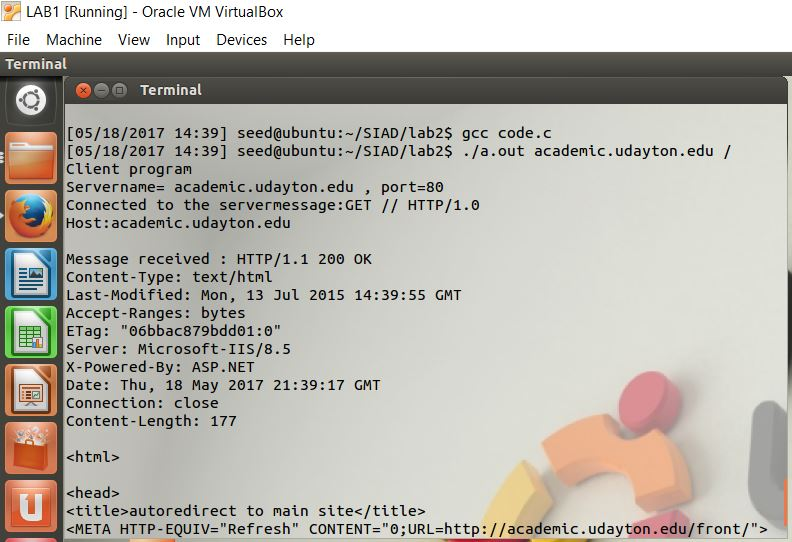 LAB1 [Running] - Oracle VM VirtualBox
File Machine View Input Devices Help
Terminal
Terminal
[05/18/2017 14:39] seed@ubuntu:~/SIAD/lab2$ gcc code.c
[05/18/2017 14:39] seed@ubuntu:~/SIAD/lab2$ ./a.out academic.udayton.edu /
Client program
Servername= academic.udayton.edu , port=80
Connected to the servermessage:GET // HTTP/1.0
Host:academic.udayton.edu
Message received : HTTP/1.1 200 OK
Content-Type: text/html
Last-Modified: Mon, 13 Jul 2015 14:39:55 GMT
Accept-Ranges: bytes
ETag: "06bbac879bdd01:0"
Server: Microsoft-IIS/8.5
X-Powered-By: ASP.NET
Date: Thu, 18 May 2017 21:39:17 GMT
Connection: close
Content-Length: 177
<html>
<head>
<title>autoredirect to main site</title>
<META HTTP-EQUIV="Refresh" CONTENT="0;URL=http://academic.udayton.edu/front/">